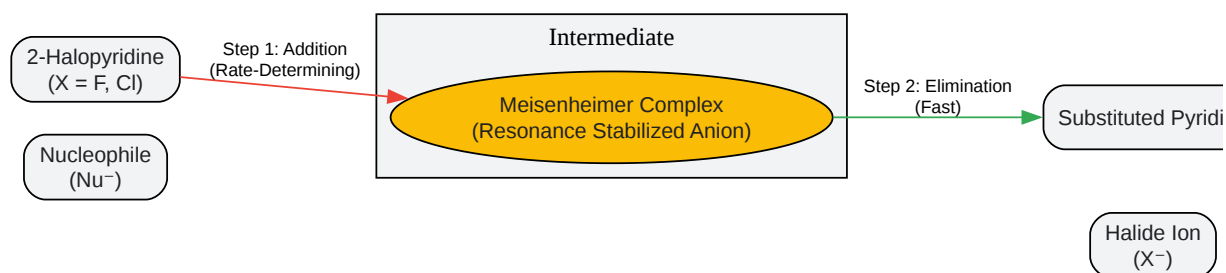 2-Halopyridine
(X = F, Cl)
Nucleophile
(Nu⁻)
Step 1: Addition
(Rate-Determining)
Intermediate
Meisenheimer Complex
(Resonance Stabilized Anion)
Step 2: Elimination
(Fast)
Substituted Pyridi
Halide Ion
(X⁻)